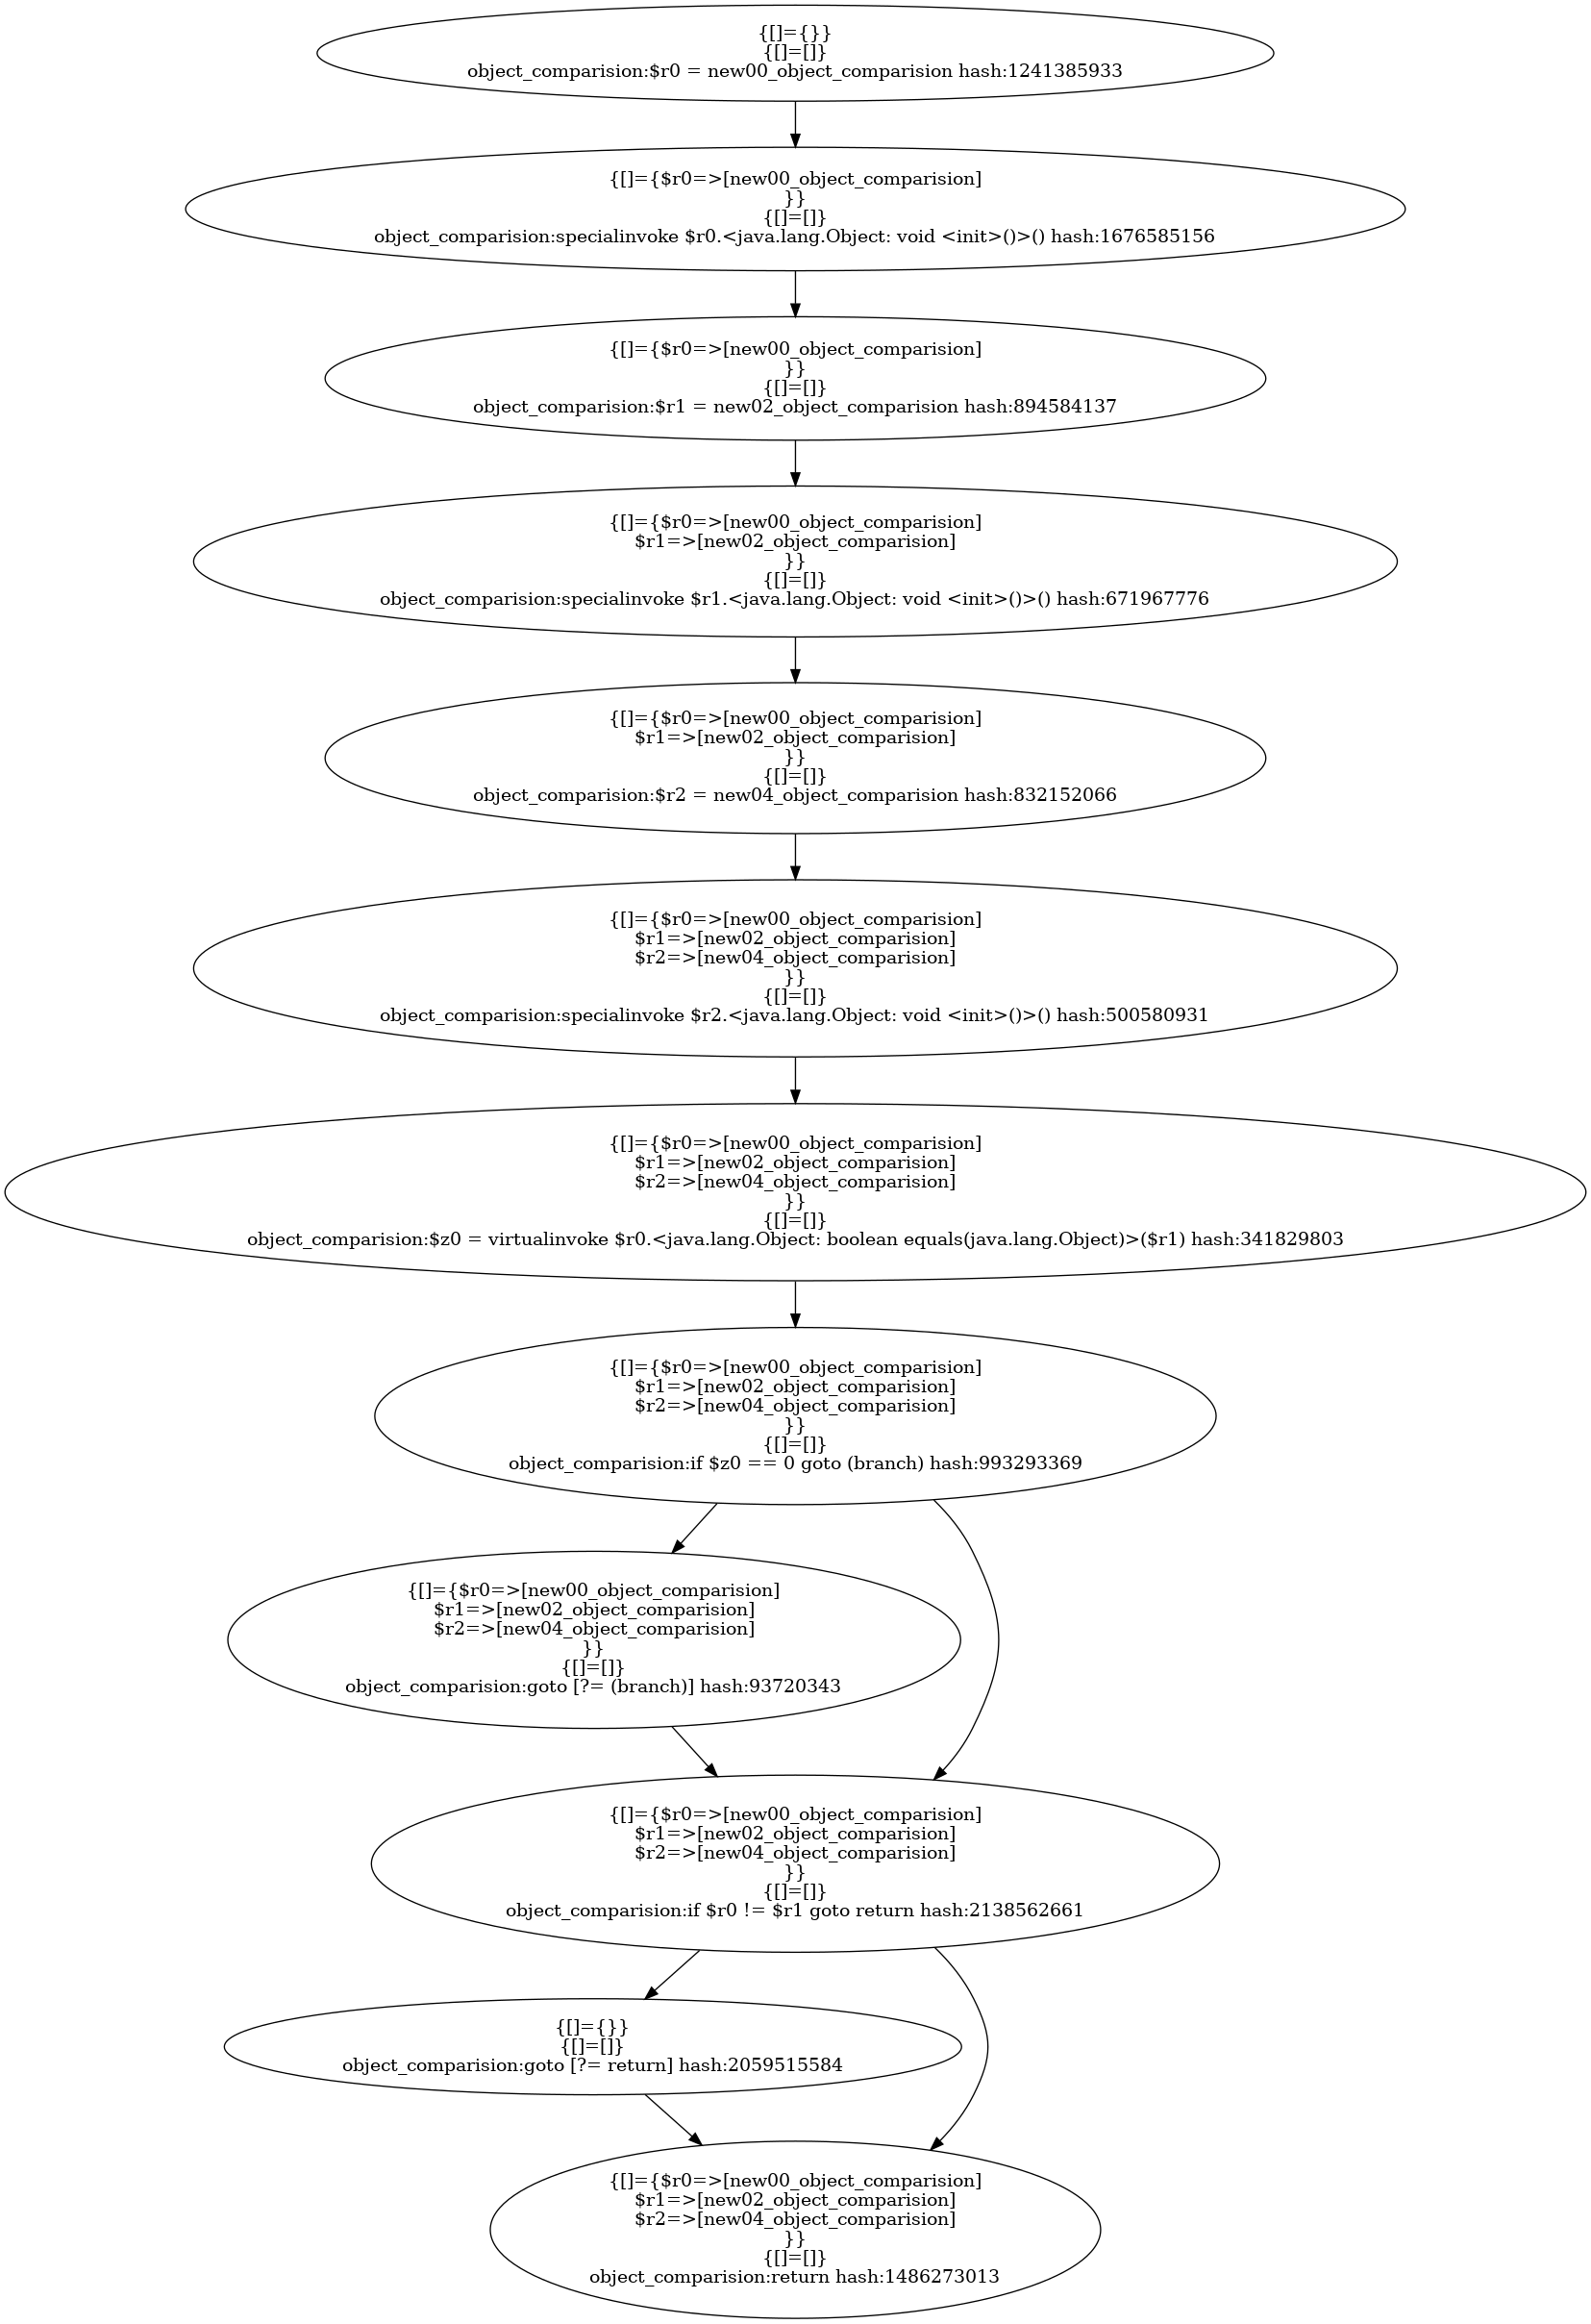 {[]={}}
{[]=[]}
object_comparision:$r0 = new00_object_comparision hash:1241385933
{[]={$r0=>[new00_object_comparision]
}}
{[]=[]}
object_comparision:specialinvoke $r0.<java.lang.Object: void <init>()>() hash:1676585156
{[]={$r0=>[new00_object_comparision]
}}
{[]=[]}
object_comparision:$r1 = new02_object_comparision hash:894584137
{[]={$r0=>[new00_object_comparision]
$r1=>[new02_object_comparision]
}}
{[]=[]}
object_comparision:specialinvoke $r1.<java.lang.Object: void <init>()>() hash:671967776
{[]={$r0=>[new00_object_comparision]
$r1=>[new02_object_comparision]
}}
{[]=[]}
object_comparision:$r2 = new04_object_comparision hash:832152066
{[]={$r0=>[new00_object_comparision]
$r1=>[new02_object_comparision]
$r2=>[new04_object_comparision]
}}
{[]=[]}
object_comparision:specialinvoke $r2.<java.lang.Object: void <init>()>() hash:500580931
{[]={$r0=>[new00_object_comparision]
$r1=>[new02_object_comparision]
$r2=>[new04_object_comparision]
}}
{[]=[]}
object_comparision:$z0 = virtualinvoke $r0.<java.lang.Object: boolean equals(java.lang.Object)>($r1) hash:341829803
{[]={$r0=>[new00_object_comparision]
$r1=>[new02_object_comparision]
$r2=>[new04_object_comparision]
}}
{[]=[]}
object_comparision:if $z0 == 0 goto (branch) hash:993293369
{[]={$r0=>[new00_object_comparision]
$r1=>[new02_object_comparision]
$r2=>[new04_object_comparision]
}}
{[]=[]}
object_comparision:goto [?= (branch)] hash:93720343
{[]={$r0=>[new00_object_comparision]
$r1=>[new02_object_comparision]
$r2=>[new04_object_comparision]
}}
{[]=[]}
object_comparision:if $r0 != $r1 goto return hash:2138562661
{[]={}}
{[]=[]}
object_comparision:goto [?= return] hash:2059515584
{[]={$r0=>[new00_object_comparision]
$r1=>[new02_object_comparision]
$r2=>[new04_object_comparision]
}}
{[]=[]}
object_comparision:return hash:1486273013